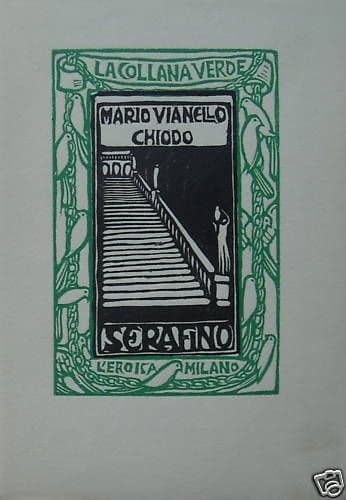 LA COLLANA VERDE
MARIO VIANELLO
CHIODO
SERAFINO
L'EROICA MILANO